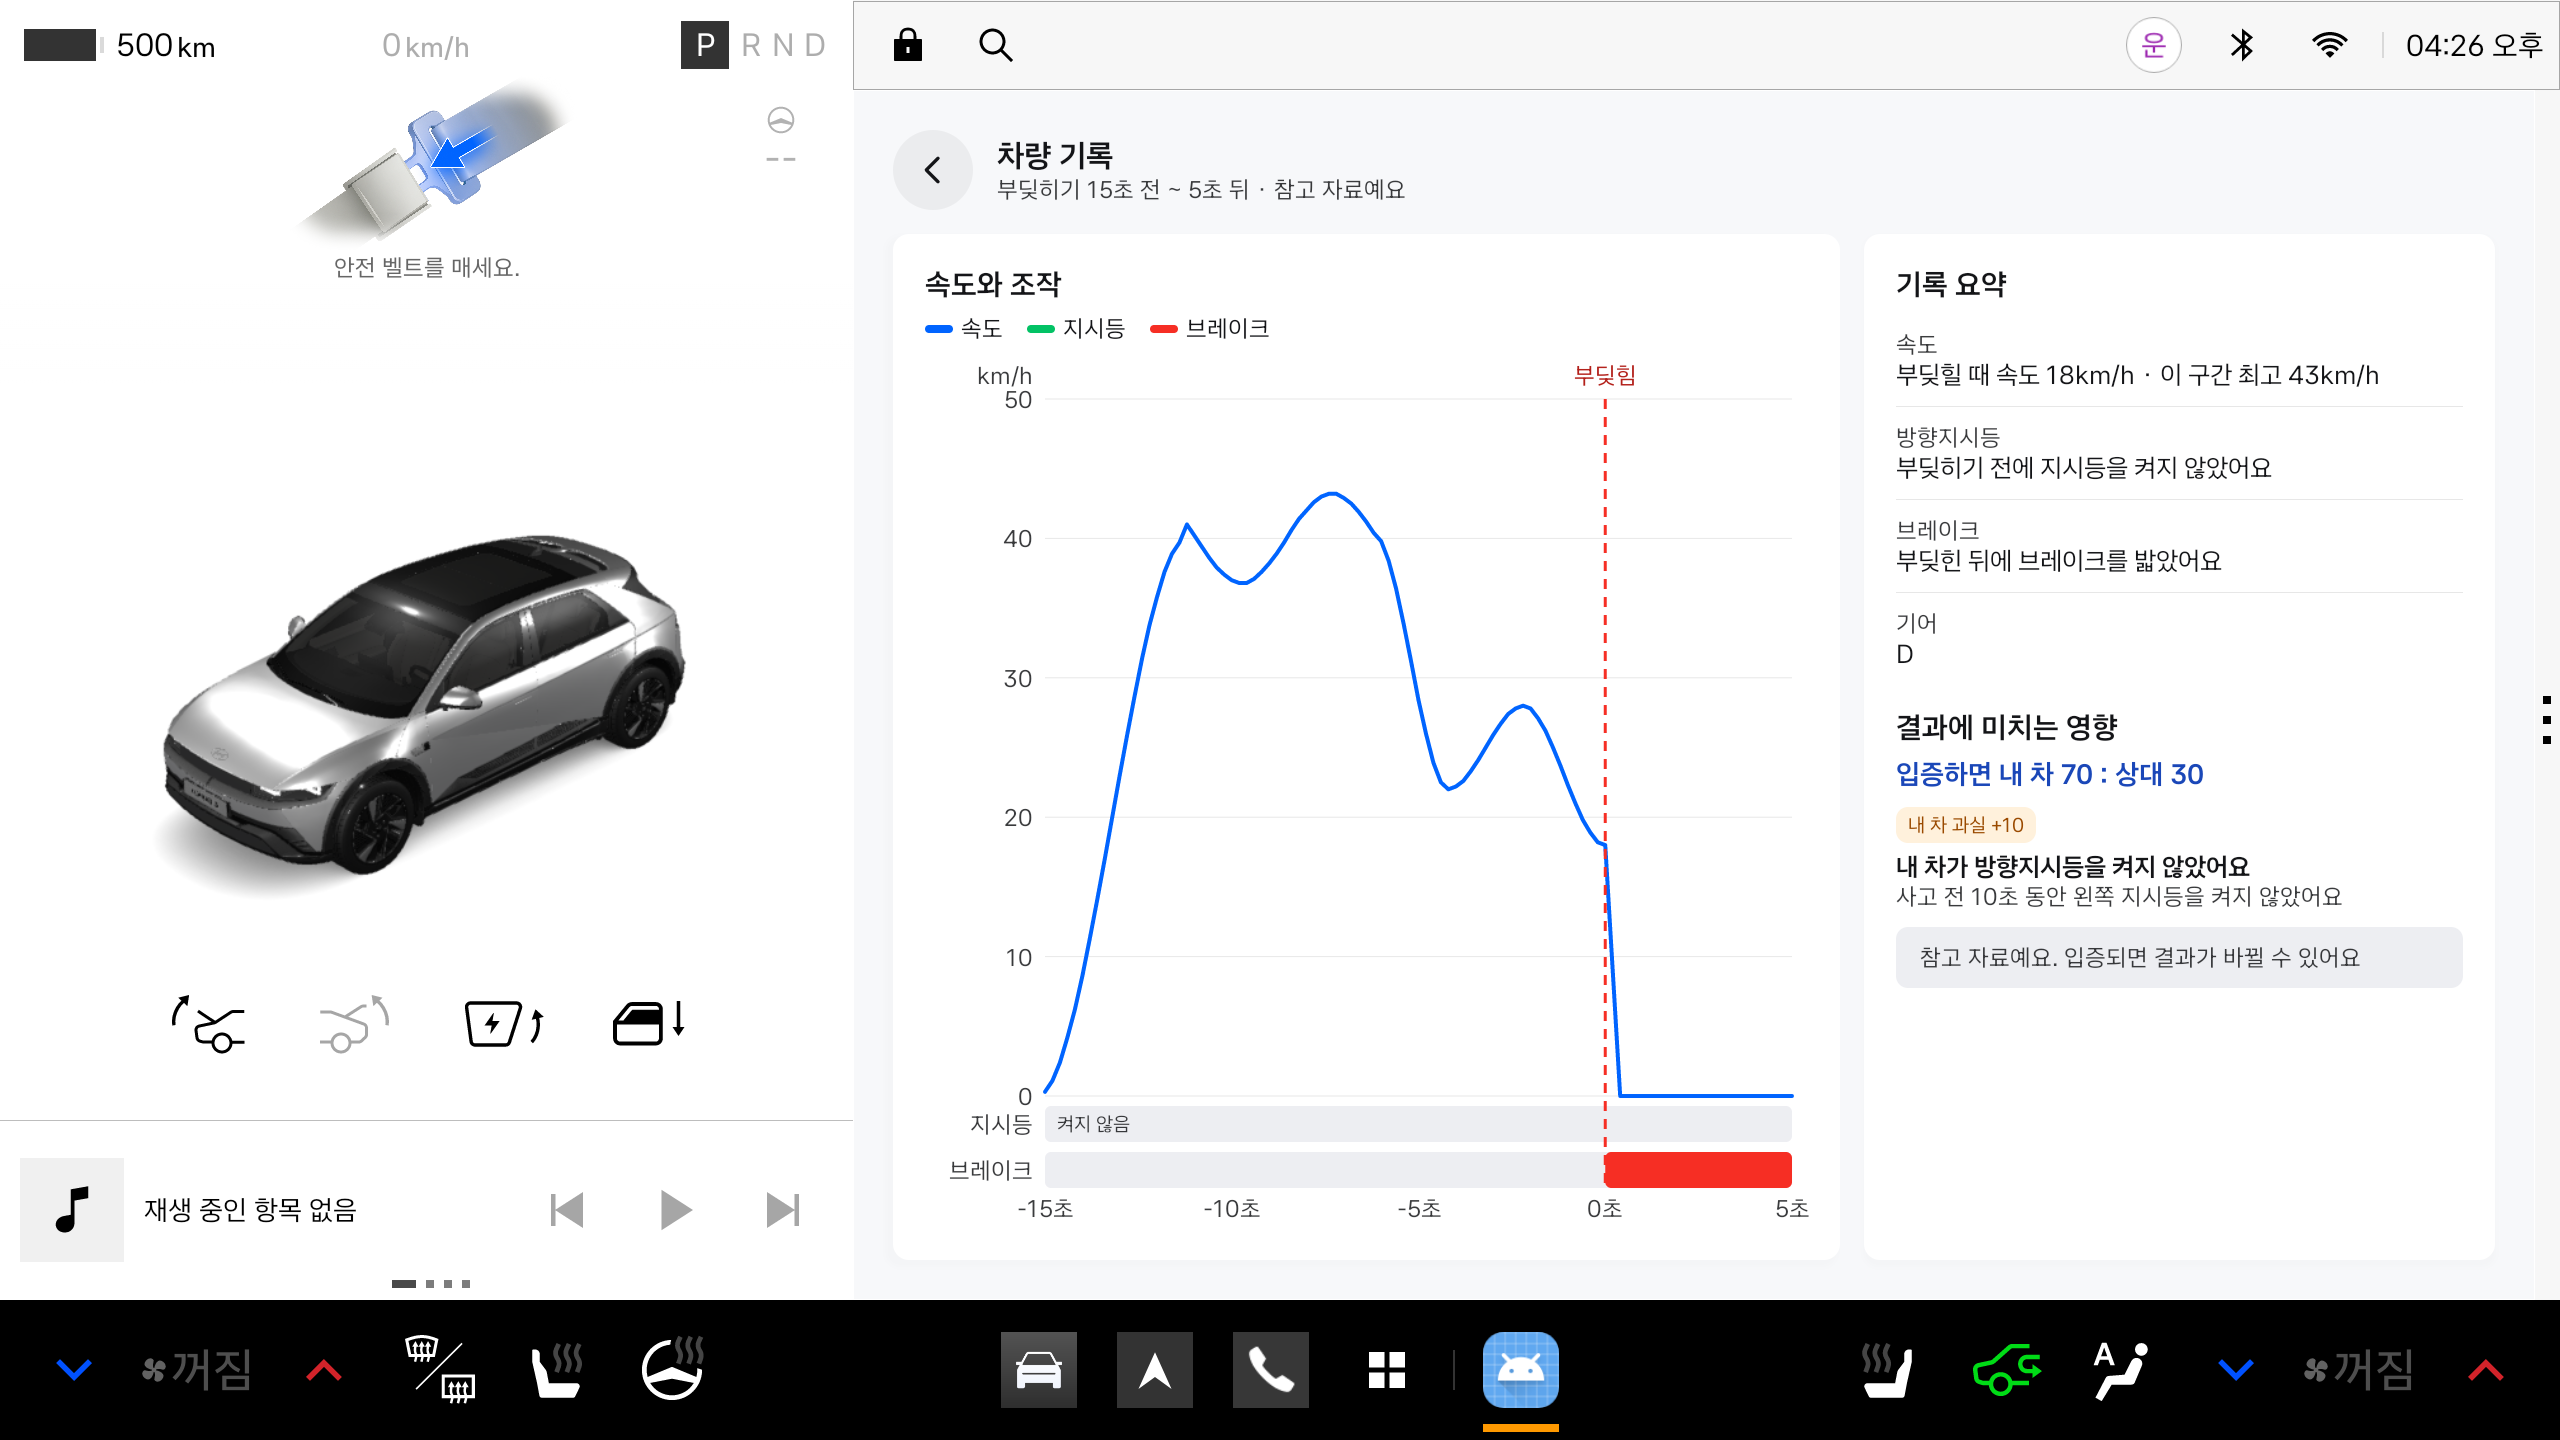 500 km
0 km/h
P R N D
운
04:26 오후
--
안전 벨트를 매세요.
차량 기록
부딪히기 15초 전 ~ 5초 뒤 · 참고 자료예요
속도와 조작
속도
지시등
브레이크
km/h
부딪힘
50
40
30
20
10
0
지시등
켜지 않음
브레이크
-15초
-10초
-5초
0초
5초
기록 요약
속도
부딪힐 때 속도 18km/h · 이 구간 최고 43km/h
방향지시등
부딪히기 전에 지시등을 켜지 않았어요
브레이크
부딪힌 뒤에 브레이크를 밟았어요
기어
D
결과에 미치는 영향
입증하면 내 차 70 : 상대 30
내 차 과실 +10
내 차가 방향지시등을 켜지 않았어요
사고 전 10초 동안 왼쪽 지시등을 켜지 않았어요
참고 자료예요. 입증되면 결과가 바뀔 수 있어요
재생 중인 항목 없음
꺼짐
A
꺼짐